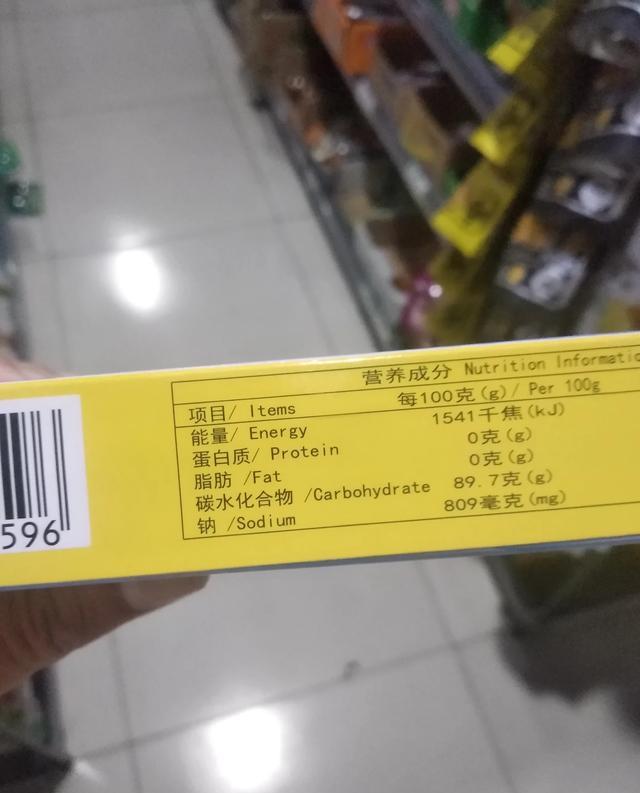 营养成分 Nutrition Informatio
项目/ Items 每100克(g)/ Per 100g
能量/ Energy 1541千焦(kJ)
蛋白质/ Protein 0克(g)
脂肪 /Fat 0克(g)
碳水化合物 /Carbohydrate 89.7克(g)
钠 /Sodium 809毫克(mg)
596